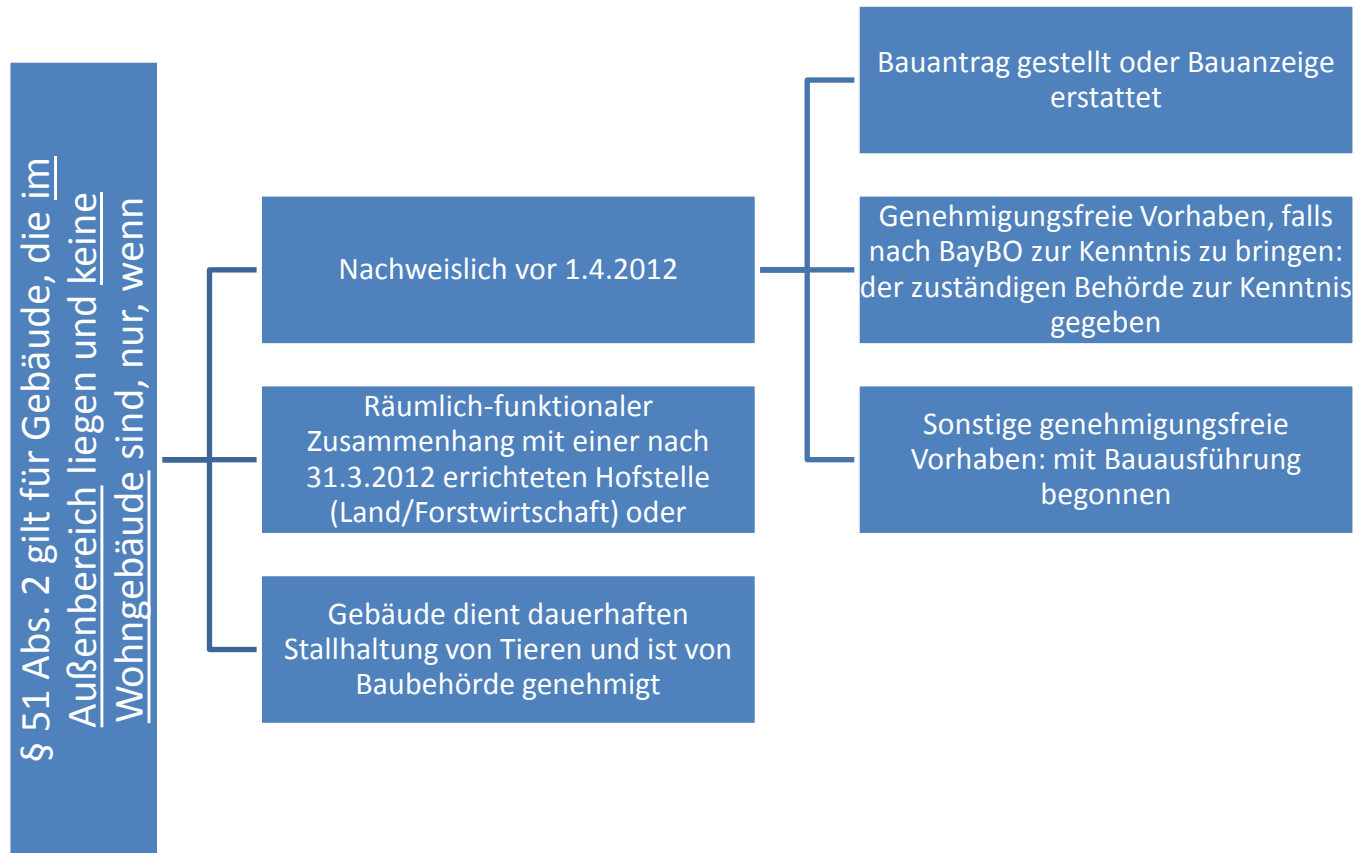 § 51 Abs. 2 gilt für Gebäude, die im
Außenbereich liegen und keine
Wohngebäude sind, nur, wenn
Nachweislich vor 1.4.2012
Bauantrag gestellt oder Bauanzeige
erstattet
Genehmigungsfreie Vorhaben, falls
nach BayBO zur Kenntnis zu bringen:
der zuständigen Behörde zur Kenntnis
gegeben
Sonstige genehmigungsfreie
Vorhaben: mit Bauausführung
begonnen
Räumlich-funktionaler
Zusammenhang mit einer nach
31.3.2012 errichteten Hofstelle
(Land/Forstwirtschaft) oder
Gebäude dient dauerhaften
Stallhaltung von Tieren und ist von
Baubehörde genehmigt